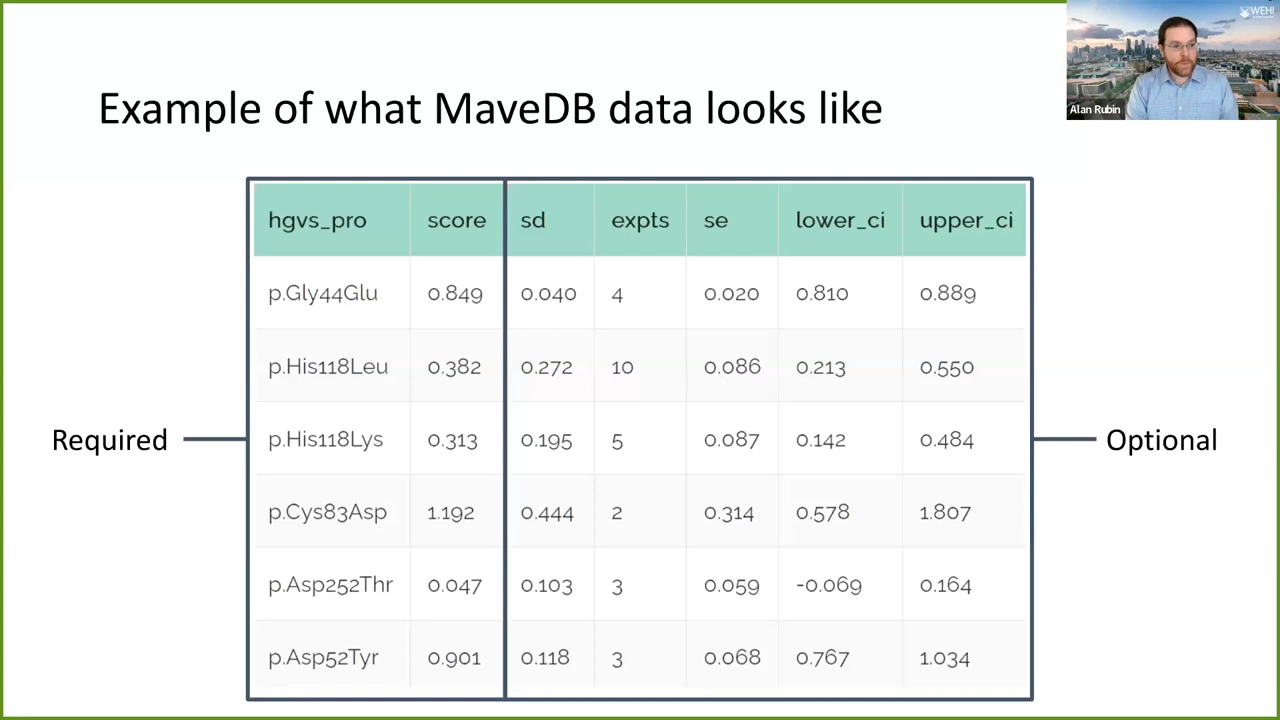 WEHI
Alan Rubin
Example of what MaveDB data looks like
hgvs_pro score sd expts se lower_ci upper_ci
p.Gly44Glu 0.849 0.040 4 0.020 0.810 0.889
p.His118Leu 0.382 0.272 10 0.086 0.213 0.550
Required
p.His118Lys 0.313 0.195 5 0.087 0.142 0.484
Optional
p.Cys83Asp 1.192 0.444 2 0.314 0.578 1.807
p.Asp252Thr 0.047 0.103 3 0.059 -0.069 0.164
p.Asp52Tyr 0.901 0.118 3 0.068 0.767 1.034